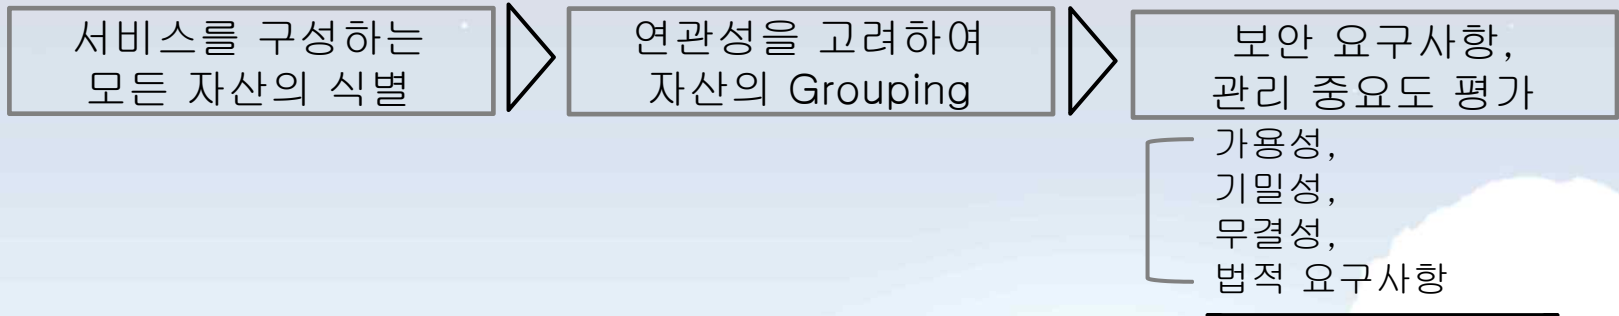 서비스를 구성하는
모든 자산의 식별
연관성을 고려하여
자산의 Grouping
보안 요구사항,
관리 중요도 평가
가용성,
기밀성,
무결성,
법적 요구사항